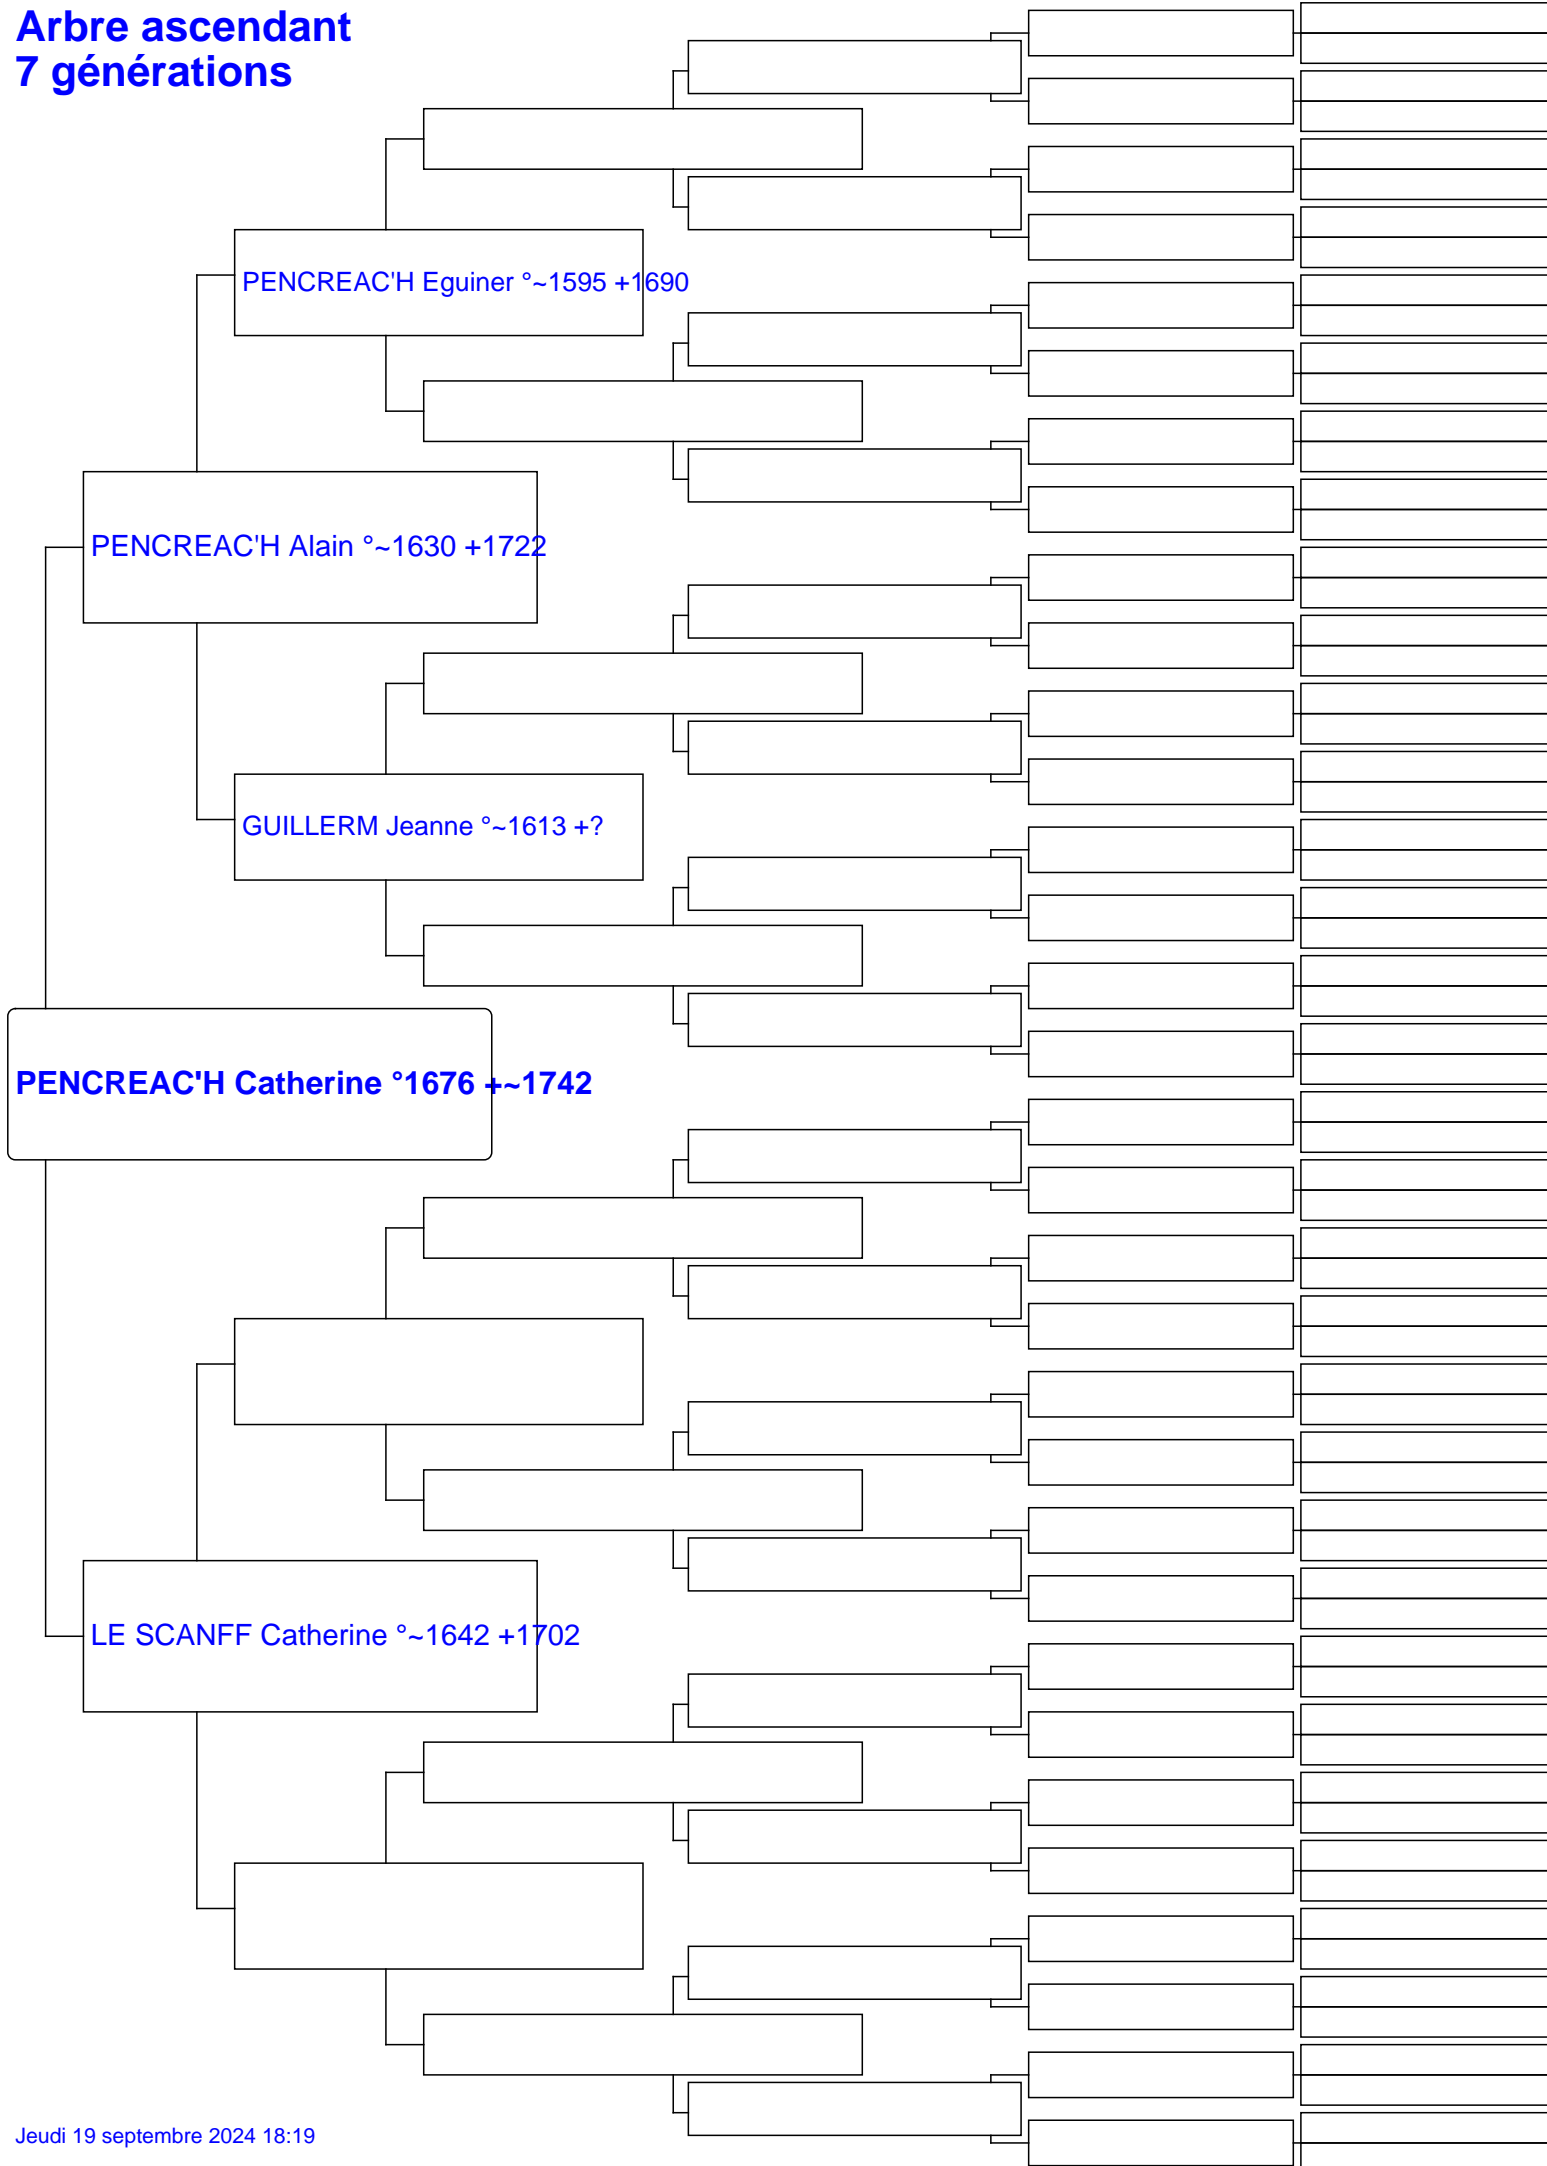 Arbre ascendant
7 générations
PENCREAC'H Eguiner °~1595 +1690
PENCREAC'H Alain °~1630 +1722
GUILLERM Jeanne °~1613 +?
PENCREAC'H Catherine °1676 +~1742
LE SCANFF Catherine °~1642 +1702
Jeudi 19 septembre 2024 18:19